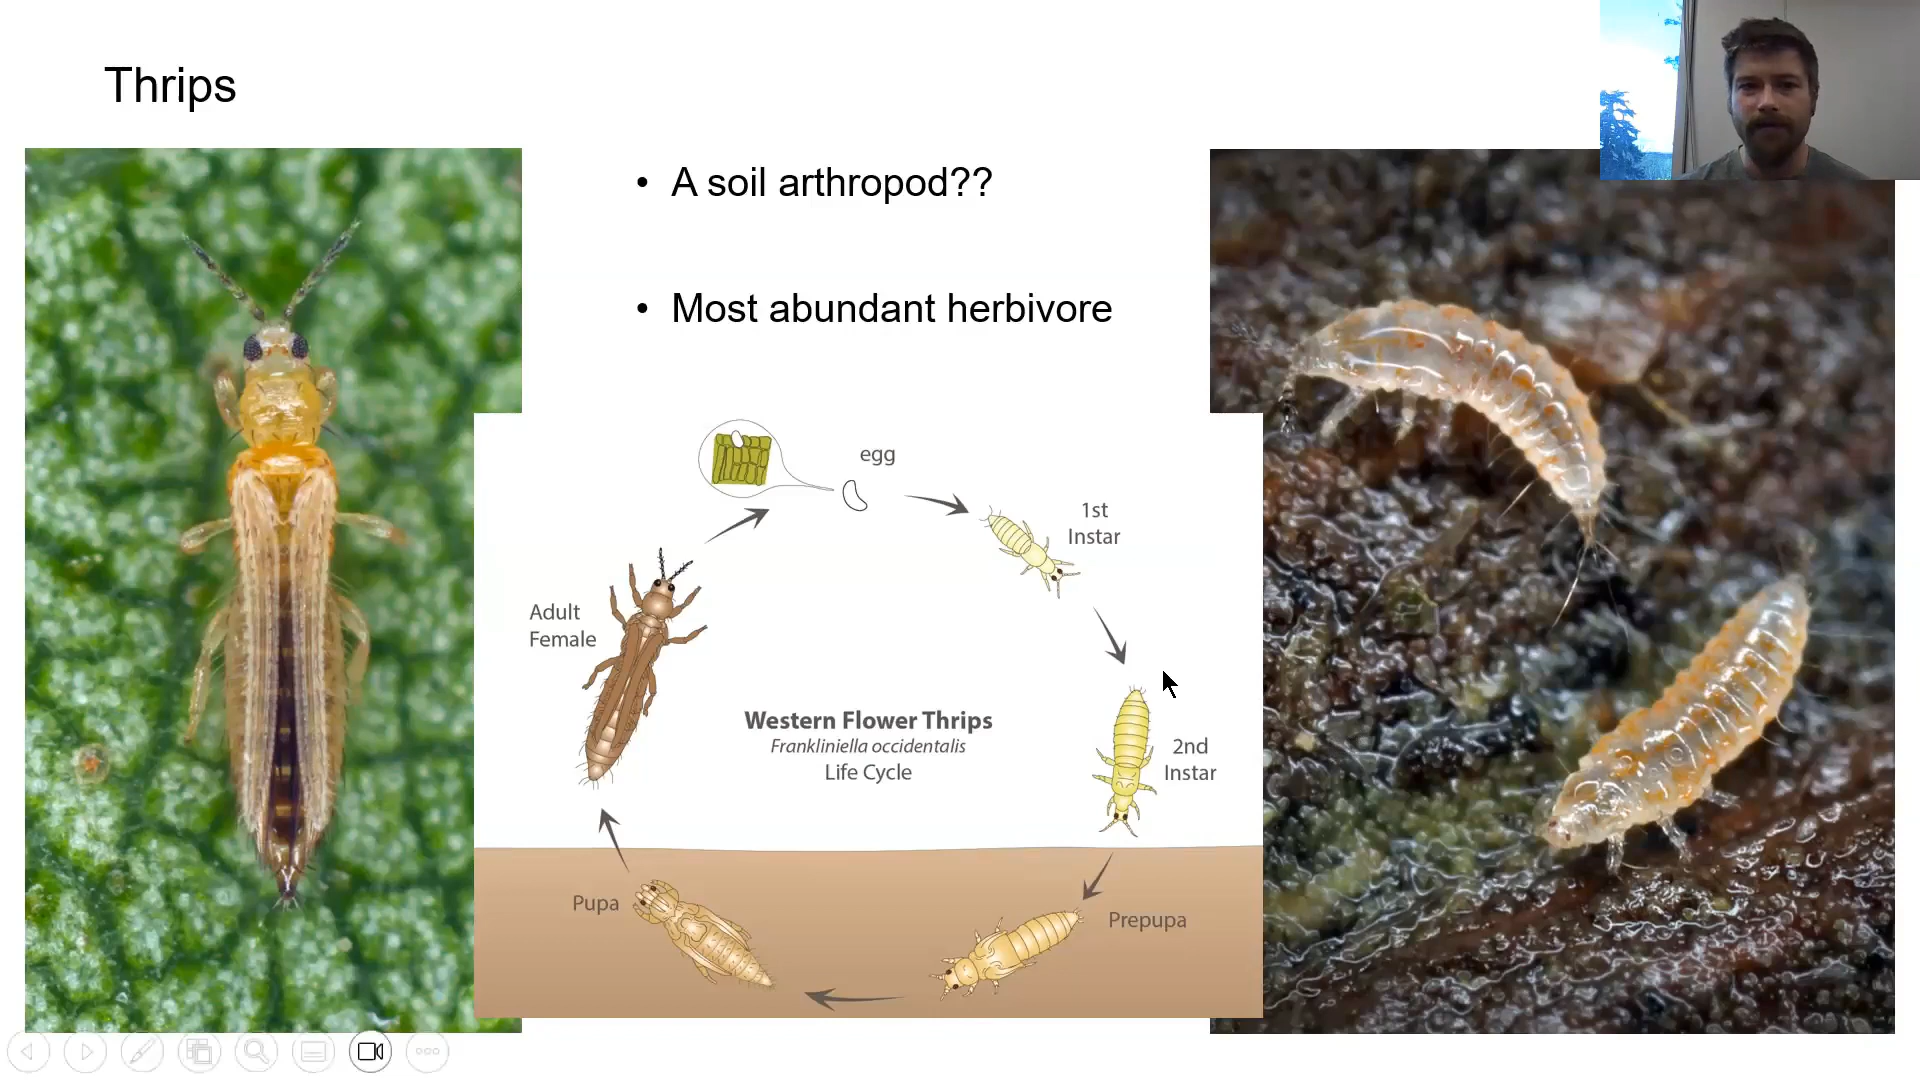 Thrips
• A soil arthropod??
• Most abundant herbivore
egg
1st
Instar
Adult
Female
2nd
Instar
Western Flower Thrips
Frankliniella occidentalis
Life Cycle
Pupa
Prepupa